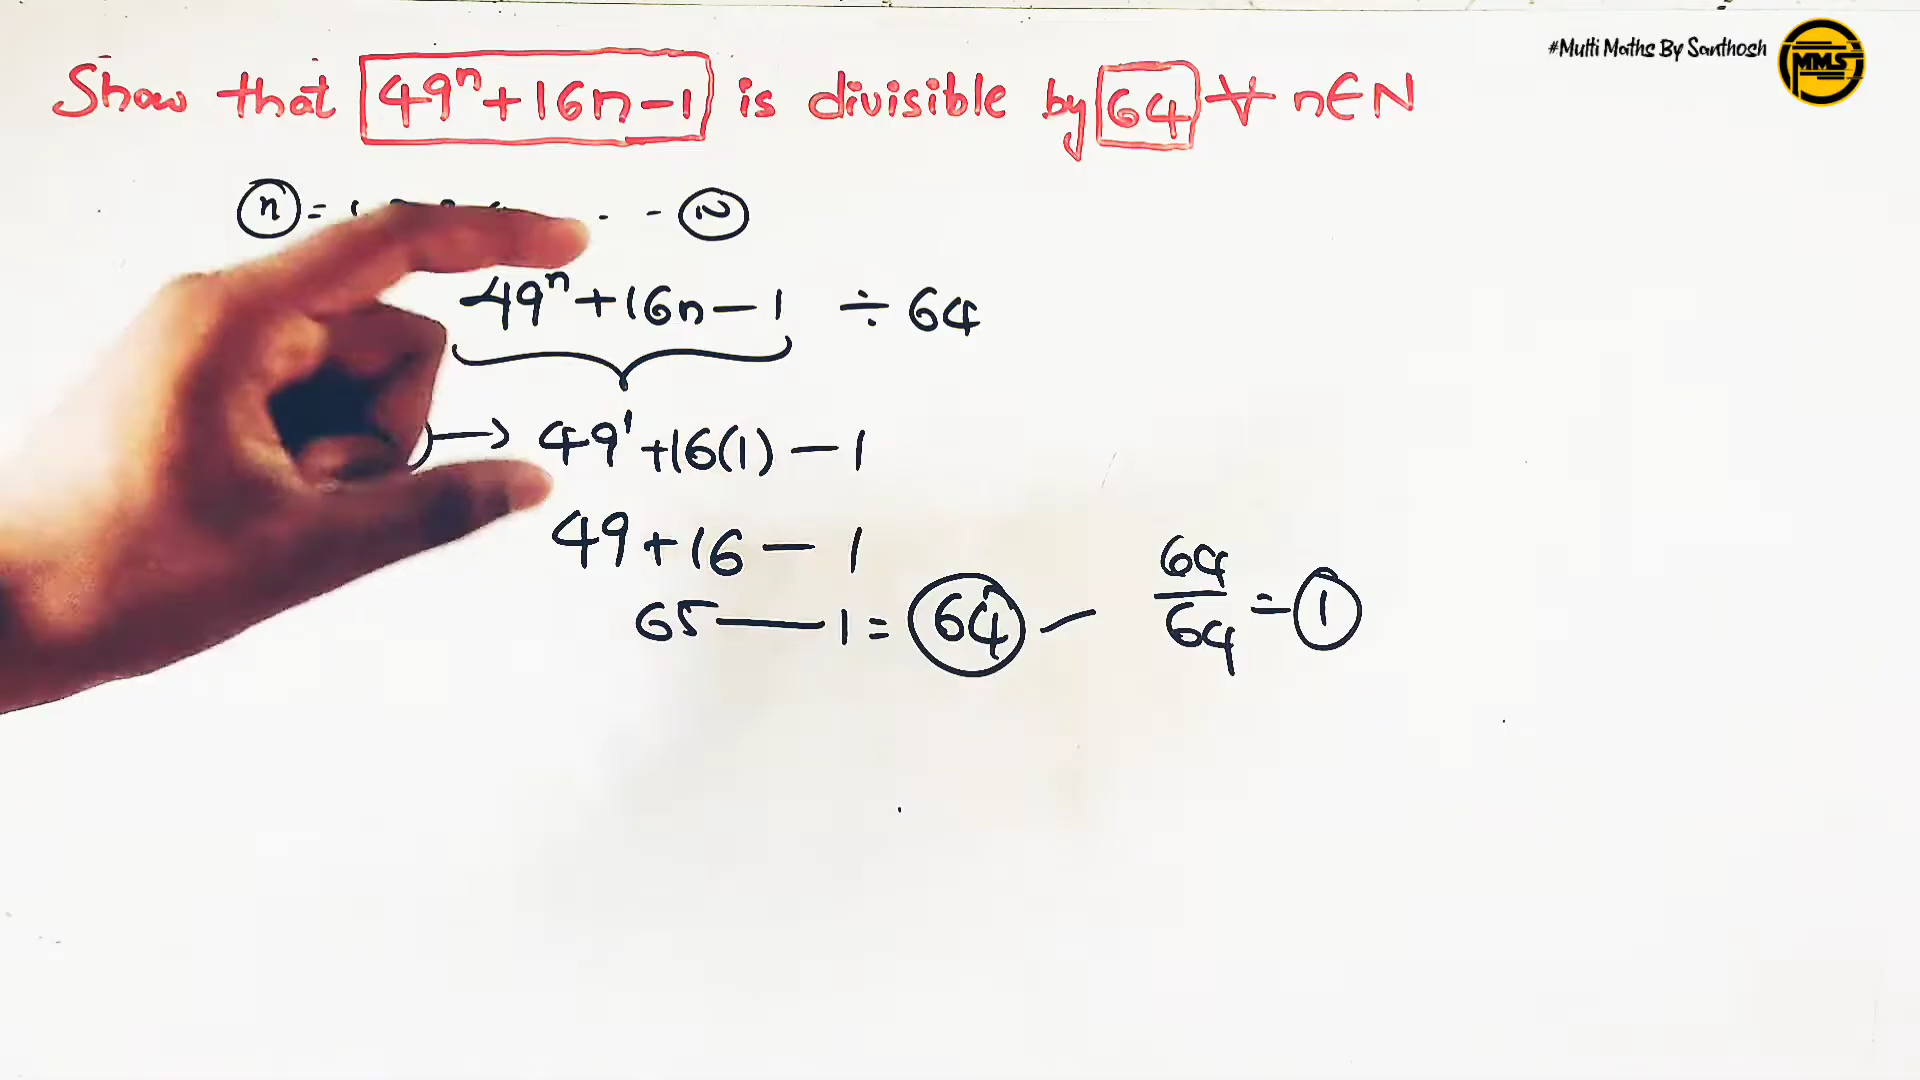 #Multi Maths By Santhosh
MMS
Show that 49ⁿ+16n-1 is divisible by 64 ∀ n∈N
n = 1 . - N
49ⁿ+16n-1 ÷ 64
→ 49¹+16(1)-1
49+16-1
65-1=64 - 64/64 = 1